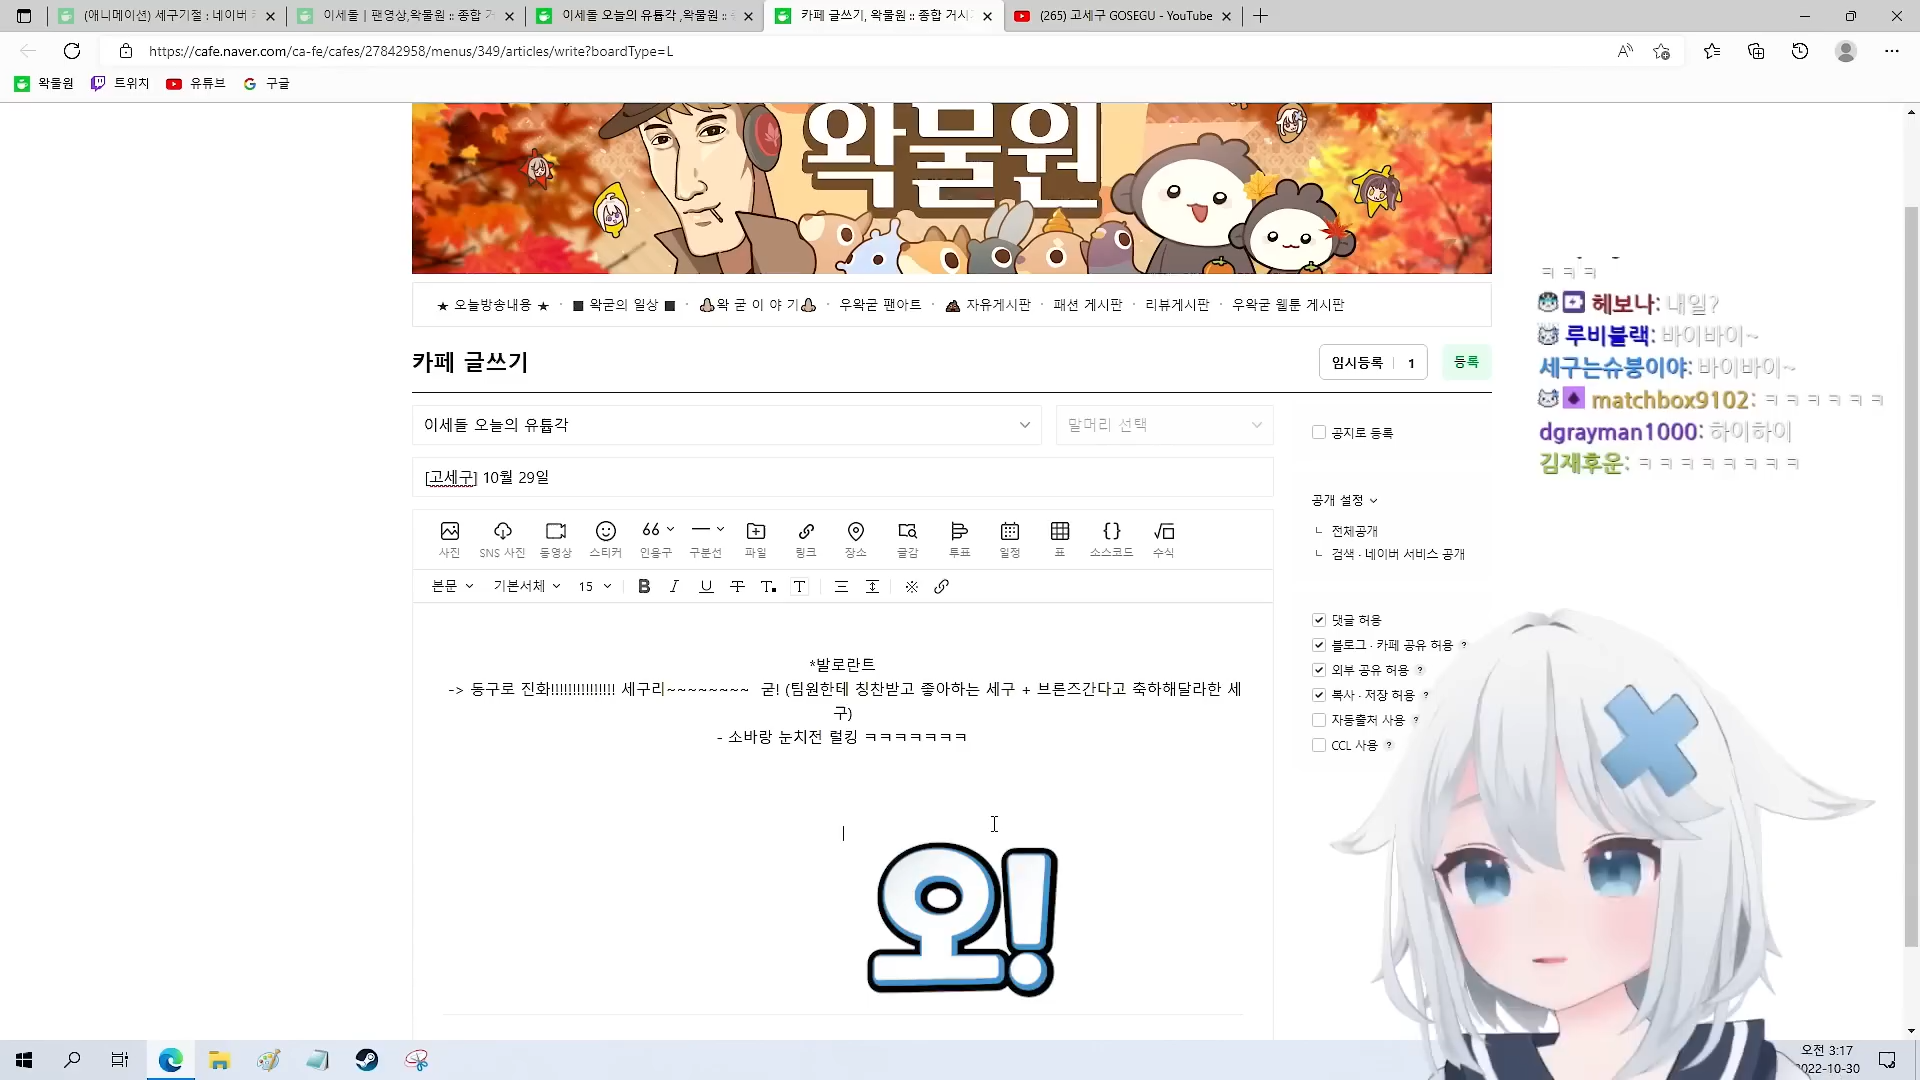 (애니메이션) 세구기절 : 네이버
이세돌 | 팬영상,왁물원 :: 종합 거
이세돌 오늘의 유튭각 ,왁물원 ::
카페 글쓰기, 왁물원 :: 종합 거시
(265) 고세구 GOSEGU - YouTube
https://cafe.naver.com/ca-fe/cafes/27842958/menus/349/articles/write?boardType=L
왁물원
트위치
유튜브
구글
왁물원
★ 오늘방송내용 ★ · ■ 왁굳의 일상 ■ · 왁 굳 이 야 기 · 우왁굳 팬아트 · 자유게시판 · 패션 게시판 · 리뷰게시판 · 우왁굳 웹툰 게시판
카페 글쓰기
임시등록 | 1
등록
이세돌 오늘의 유튭각
말머리 선택
[고세구] 10월 29일
사진
SNS 사진
동영상
스티커
인용구
구분선
파일
링크
장소
글감
투표
일정
표
소스코드
수식
본문
기본서체
15
*발로란트
-> 둥구로 진화!!!!!!!!!!!!!!! 세구리~~~~~~~~ 굳! (팀원한테 칭찬받고 좋아하는 세구 + 브론즈간다고 축하해달라한 세
구)
- 소바랑 눈치전 럴킹 ㅋㅋㅋㅋㅋㅋㅋ
오!
공지로 등록
공개 설정
전체공개
검색 · 네이버 서비스 공개
댓글 허용
블로그 · 카페 공유 허용 ?
외부 공유 허용 ?
복사 · 저장 허용 ?
자동출처 사용 ?
CCL 사용 ?
ㅋㅋㅋ
헤보나: 내일?
루비블랙: 바이바이~
세구는슈붕이야: 바이바이~
matchbox9102: ㅋㅋㅋㅋㅋㅋ
dgrayman1000: 하이하이
김재후운: ㅋㅋㅋㅋㅋㅋㅋㅋ
오전 3:17
2022-10-30